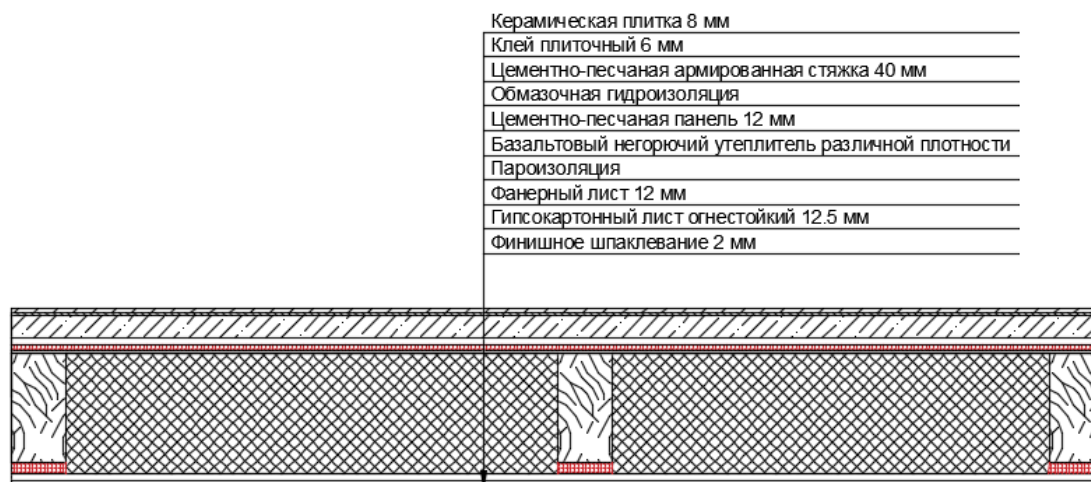 Керамическая плитка 8 мм
Клей плиточный 6 мм
Цементно-песчаная армированная стяжка 40 мм
Обмазочная гидроизоляция
Цементно-песчаная панель 12 мм
Базальтовый негорючий утеплитель различной плотности
Пароизоляция
Фанерный лист 12 мм
Гипсокартонный лист огнестойкий 12.5 мм
Финишное шпаклевание 2 мм